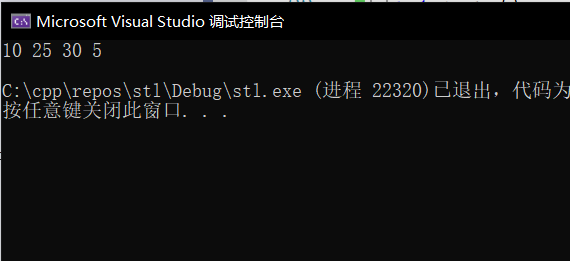 Microsoft Visual Studio 调试控制台
10 25 30 5
C:\cpp\repos\stl\Debug\stl.exe (进程 22320)已退出，代码为
按任意键关闭此窗口. . .